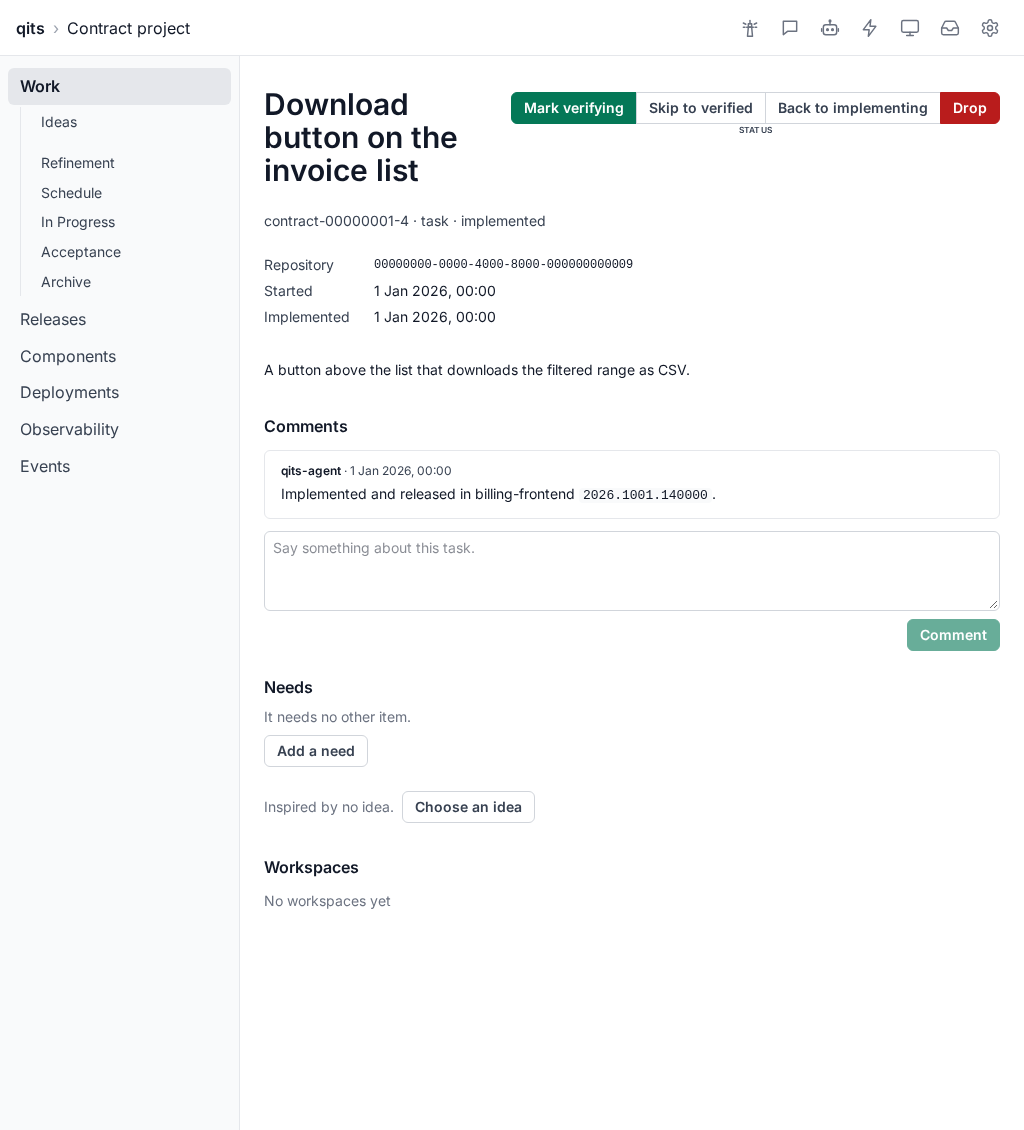 qits › Contract project
Work
Ideas
Refinement
Schedule
In Progress
Acceptance
Archive
Releases
Components
Deployments
Observability
Events
Download
button on the
invoice list
Mark verifying
Skip to verified
Back to implementing
Drop
STATUS
contract-00000001-4 · task · implemented
Repository 00000000-0000-4000-8000-000000000009
Started 1 Jan 2026, 00:00
Implemented 1 Jan 2026, 00:00
A button above the list that downloads the filtered range as CSV.
Comments
qits-agent · 1 Jan 2026, 00:00
Implemented and released in billing-frontend 2026.1001.140000.
Say something about this task.
Comment
Needs
It needs no other item.
Add a need
Inspired by no idea. Choose an idea
Workspaces
No workspaces yet